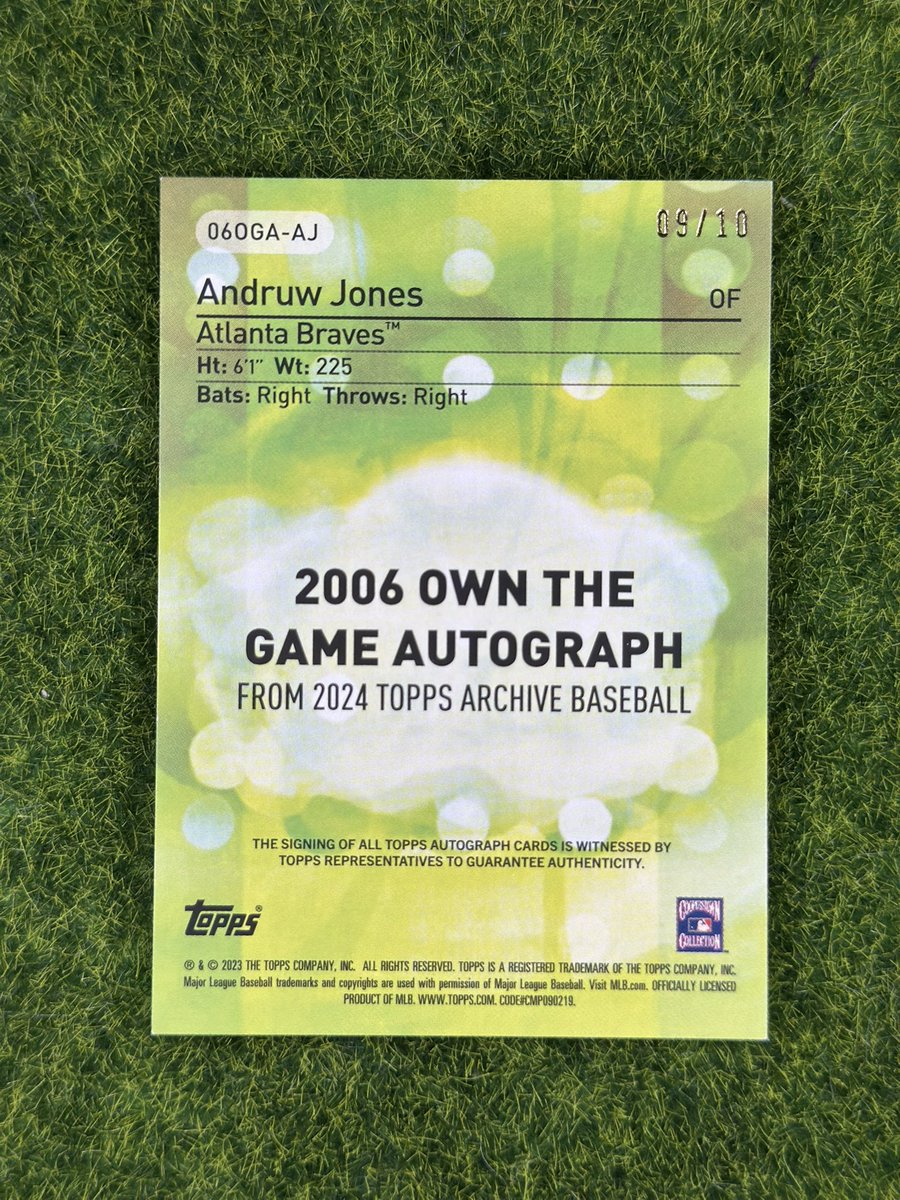 06OGA-AJ
09/10
Andruw Jones OF
Atlanta Braves™
Ht: 6'1" Wt: 225
Bats: Right Throws: Right
2006 OWN THE
GAME AUTOGRAPH
FROM 2024 TOPPS ARCHIVE BASEBALL
THE SIGNING OF ALL TOPPS AUTOGRAPH CARDS IS WITNESSED BY
TOPPS REPRESENTATIVES TO GUARANTEE AUTHENTICITY.
topps®
COOPERSTOWN
COLLECTION™
® & © 2023 THE TOPPS COMPANY, INC. ALL RIGHTS RESERVED. TOPPS IS A REGISTERED TRADEMARK OF THE TOPPS COMPANY, INC.
Major League Baseball trademarks and copyrights are used with permission of Major League Baseball. Visit MLB.com. OFFICIALLY LICENSED
PRODUCT OF MLB. WWW.TOPPS.COM. CODE#CMP090219.